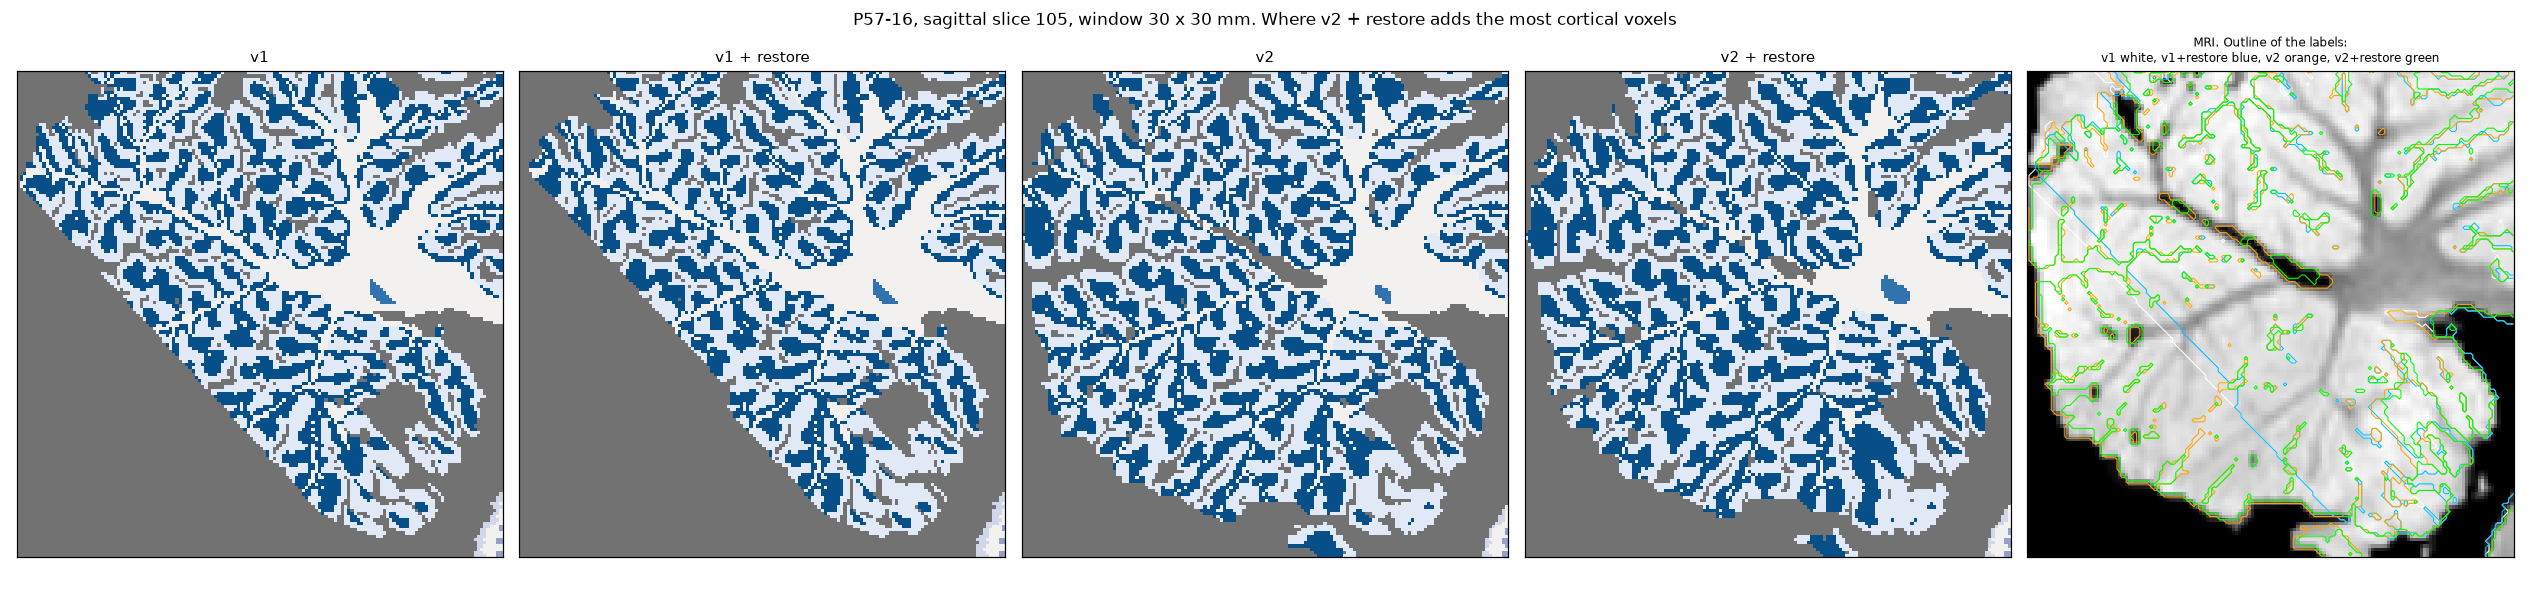 P57-16, sagittal slice 105, window 30 x 30 mm. Where v2 + restore adds the most cortical voxels
v1
v1 + restore
v2
v2 + restore
MRI. Outline of the labels:
v1 white, v1+restore blue, v2 orange, v2+restore green